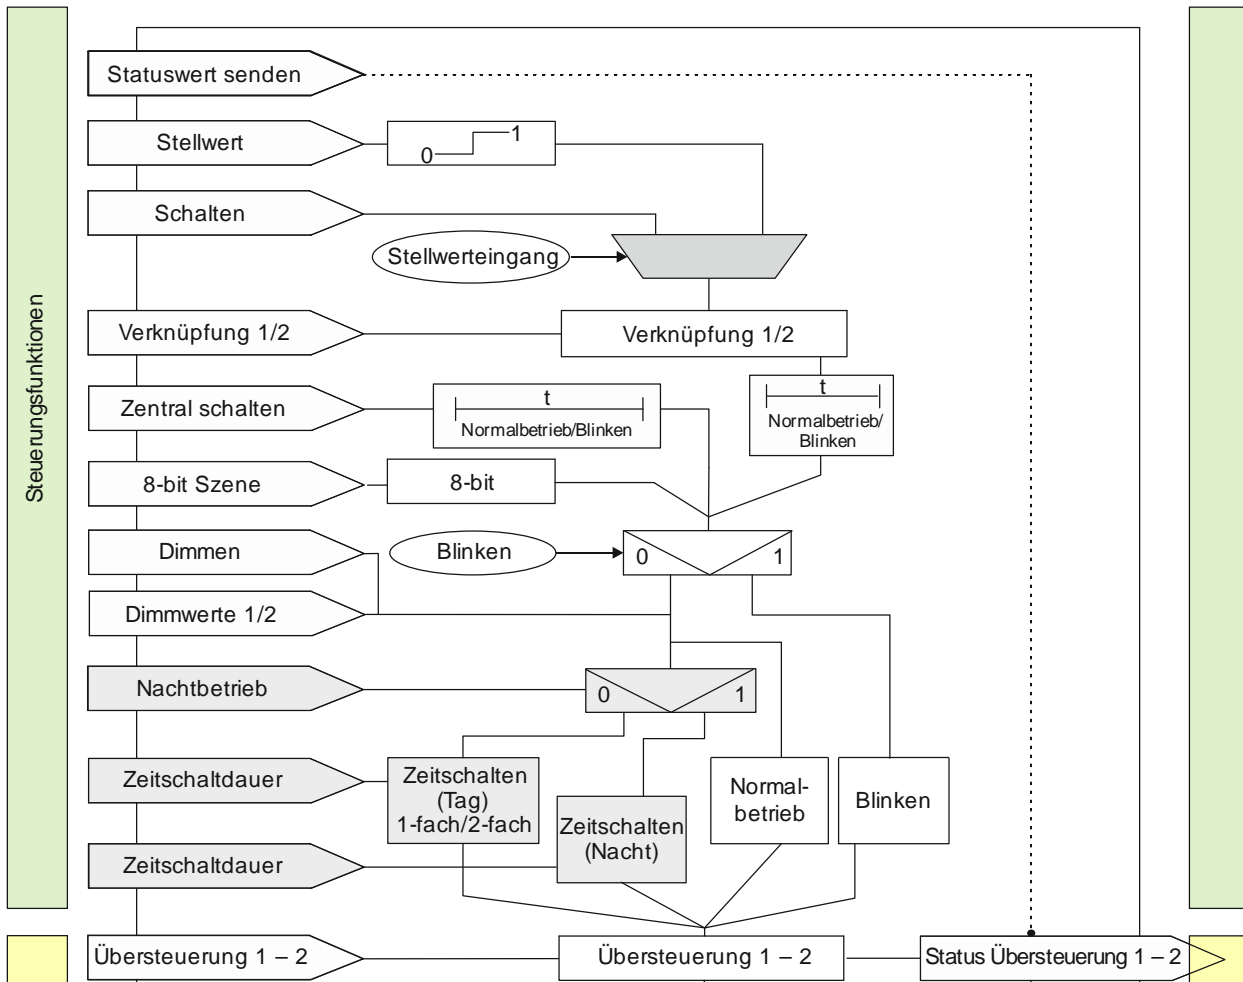 Steuerungsfunktionen
Statuswert senden
Stellwert
0
1
Schalten
Stellwerteingang
Verknüpfung 1/2
Verknüpfung 1/2
Zentral schalten
t
Normalbetrieb/Blinken
t
Normalbetrieb/
Blinken
8-bit Szene
8-bit
Dimmen
Blinken
0
1
Dimmwerte 1/2
Nachtbetrieb
0
1
Zeitschaltdauer
Zeitschalten
(Tag)
1-fach/2-fach
Normal-
betrieb
Blinken
Zeitschalten
(Nacht)
Zeitschaltdauer
Übersteuerung 1 – 2
Übersteuerung 1 – 2
Status Übersteuerung 1 – 2